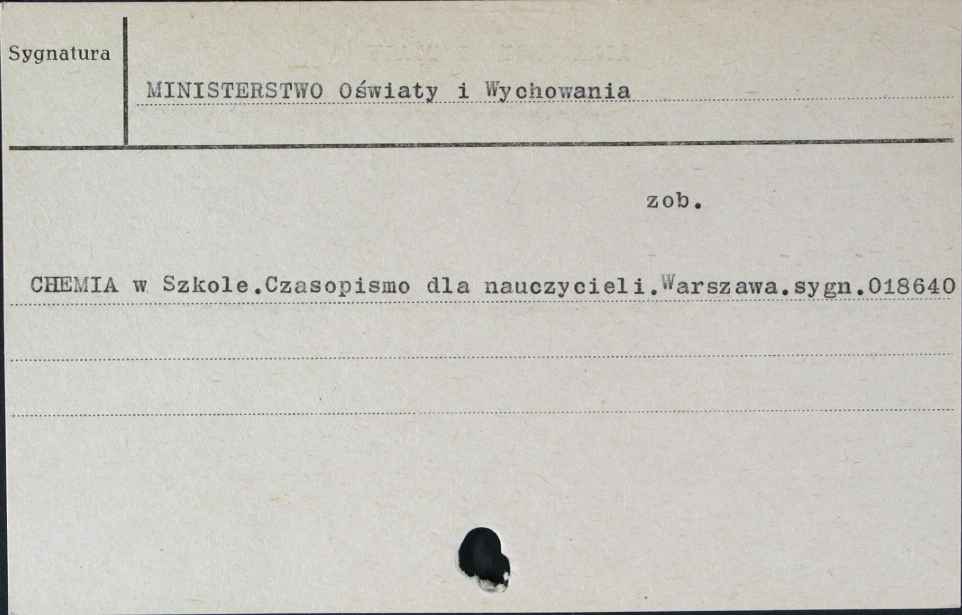 Sygnatura
MINISTERSTWO Oświaty i Wychowania
zob.
CHEMIA w Szkole.Czasopismo dla nauczycieli.Warszawa.sygn.018640